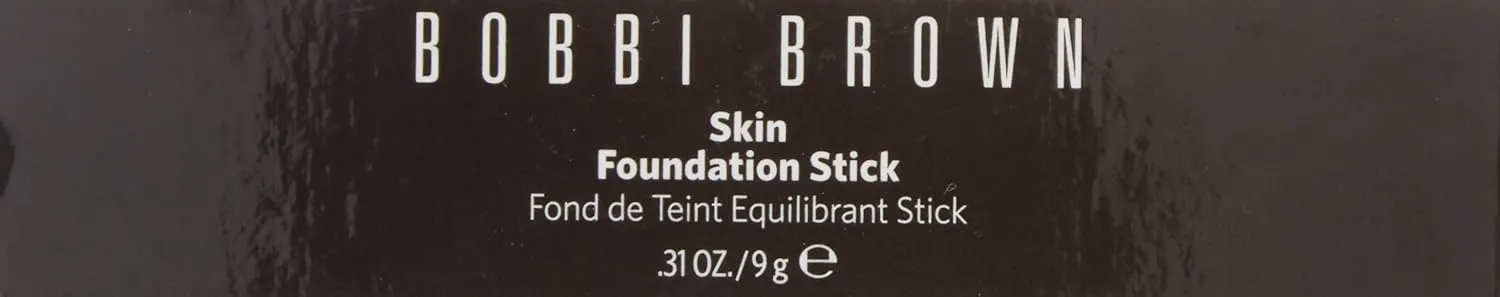 BOBBI BROWN
Skin
Foundation Stick
Fond de Teint Equilibrant Stick
.31 OZ./9 g ℮